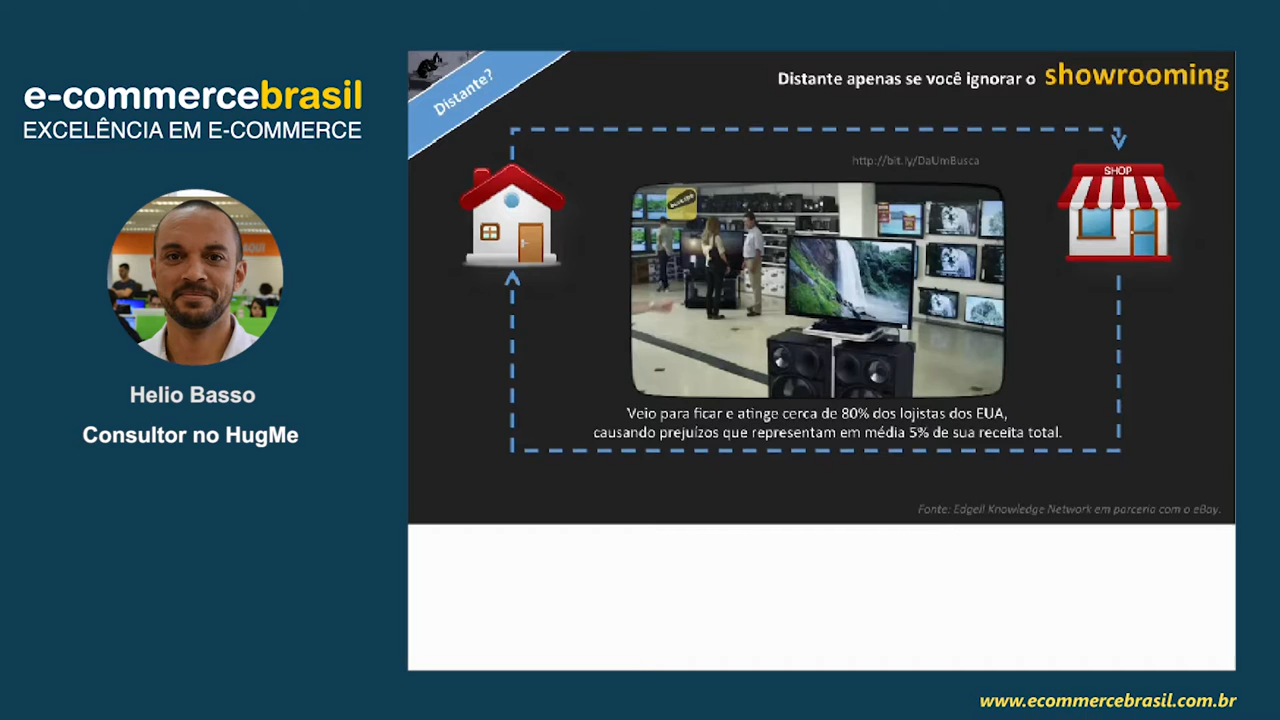 e-commercebrasil
EXCELÊNCIA EM E-COMMERCE
Helio Basso
Consultor no HugMe
Distante?
Distante apenas se você ignorar o showrooming
http://bit.ly/DaUmBusca
SHOP
Veio para ficar e atinge cerca de 80% dos lojistas dos EUA,
causando prejuízos que representam em média 5% de sua receita total.
Fonte: Edgell Knowledge Network em parceria com o eBay.
www.ecommercebrasil.com.br